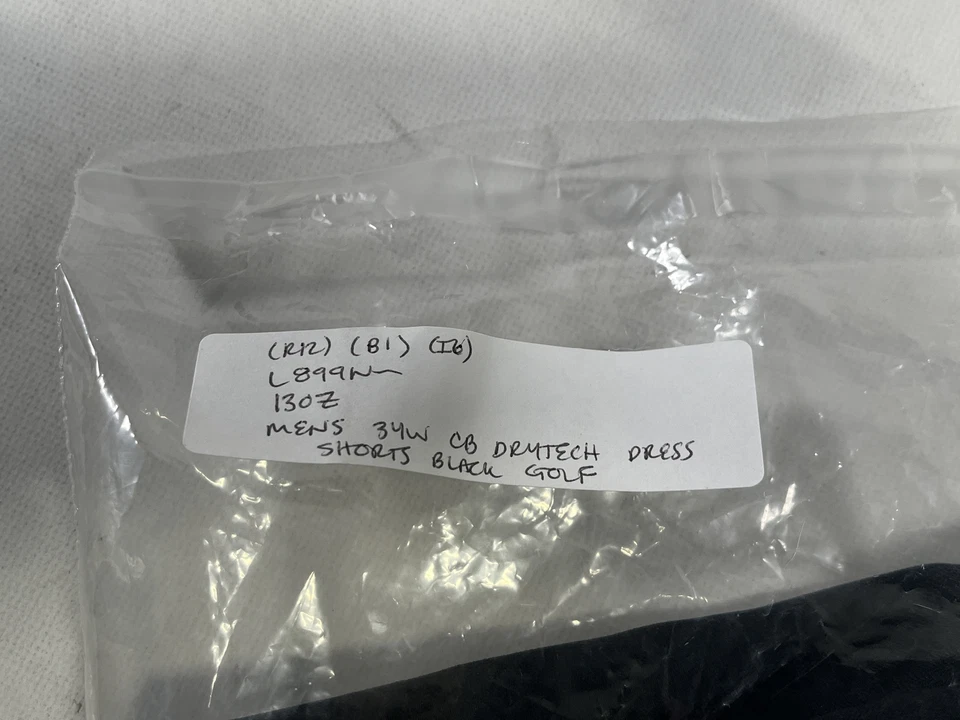 (R12) (B1) (I6)
L899N
13OZ
MENS 34W CB DRYTECH DRESS
SHORTS BLACK GOLF